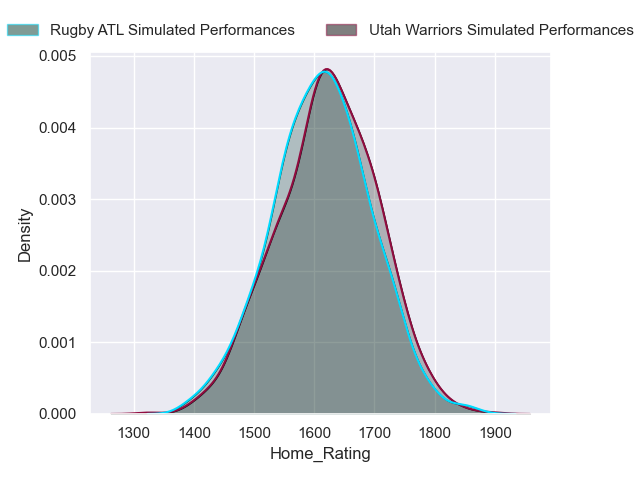 Rugby ATL Simulated Performances
Utah Warriors Simulated Performances
0.005
0.004
0.003
0.002
0.001
0.000
Density
1300 1400 1500 1600 1700 1800 1900
Home_Rating